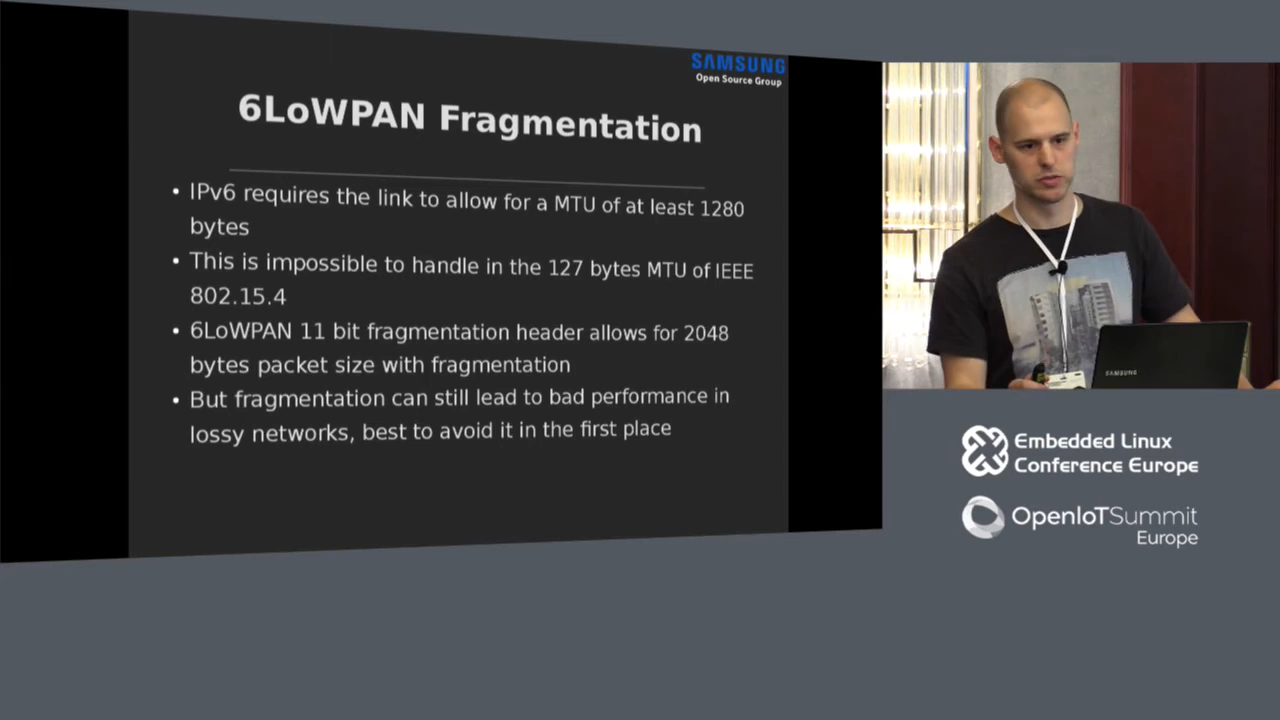 SAMSUNG
Open Source Group
6LoWPAN Fragmentation
• IPv6 requires the link to allow for a MTU of at least 1280
bytes
• This is impossible to handle in the 127 bytes MTU of IEEE
802.15.4
• 6LoWPAN 11 bit fragmentation header allows for 2048
bytes packet size with fragmentation
• But fragmentation can still lead to bad performance in
lossy networks, best to avoid it in the first place
SAMSUNG
Embedded Linux
Conference Europe
OpenIoTSummit
Europe